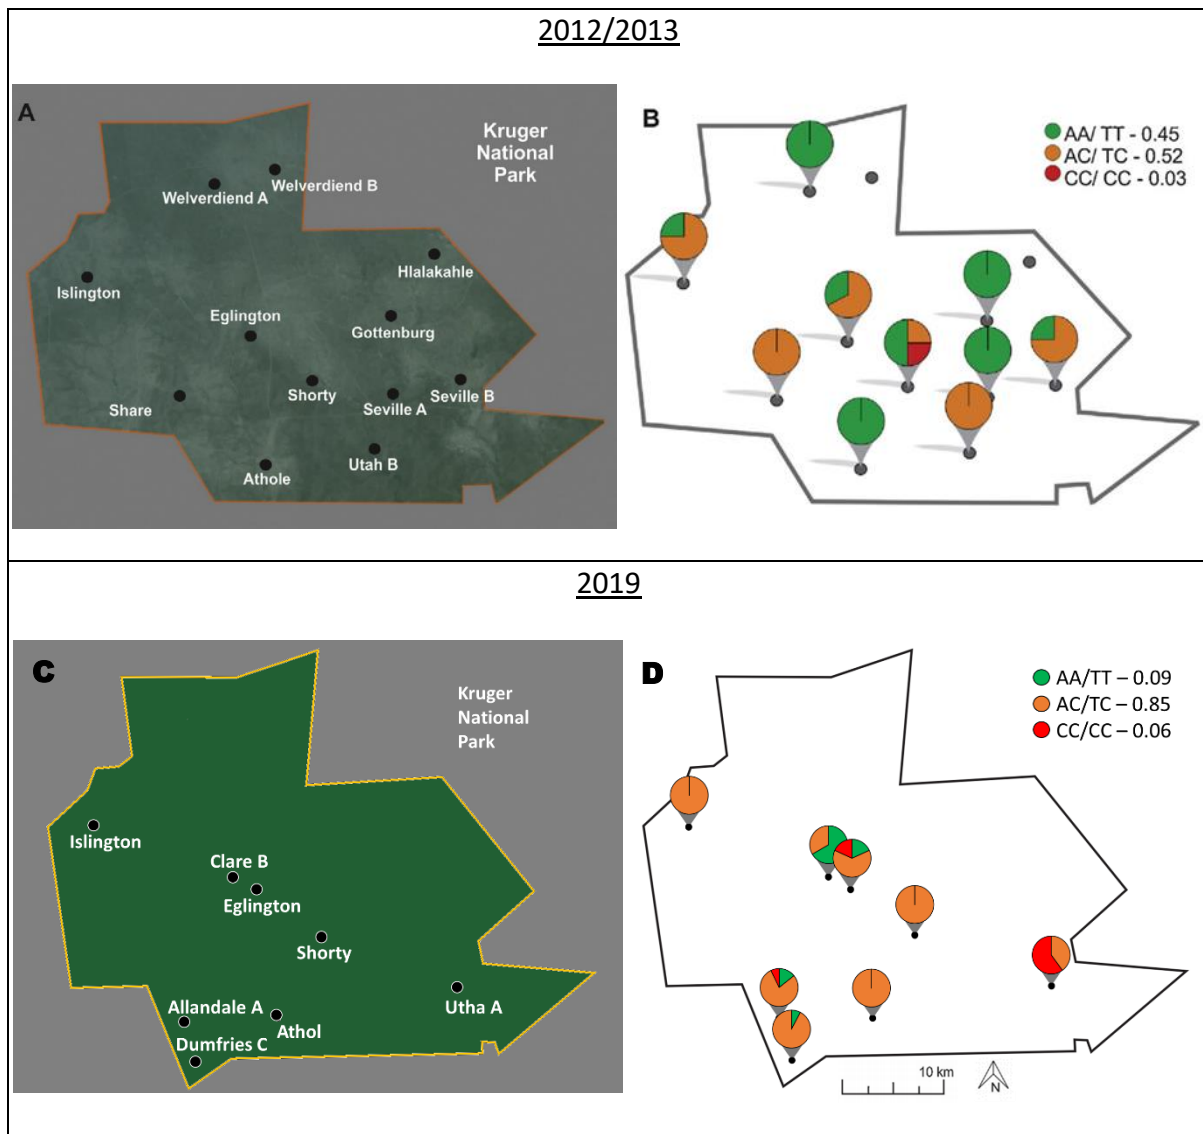 2012/2013
A
Kruger
National
Park
Welverdiend A
Welverdiend B
Islington
Hlalakahle
Eglington
Gottenburg
Share
Shorty
Seville A
Seville B
Athole
Utah B
B
AA/ TT - 0.45
AC/ TC - 0.52
CC/ CC - 0.03
2019
C
Kruger
National
Park
Islington
Clare B
Eglington
Shorty
Allandale A
Athol
Utha A
Dumfries C
D
AA/TT – 0.09
AC/TC – 0.85
CC/CC – 0.06
10 km
N